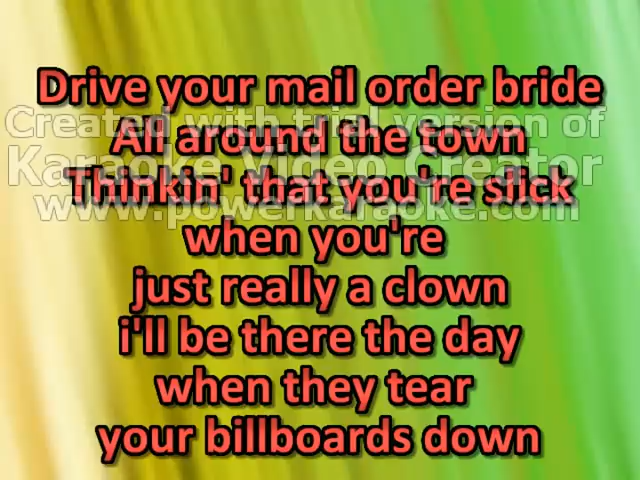 Drive your mail order bride
Created with trial version of
All around the town
Karaoke Video Creator
Thinkin' that you're slick
www.powerkaraoke.com
when you're
just really a clown
i'll be there the day
when they tear
your billboards down